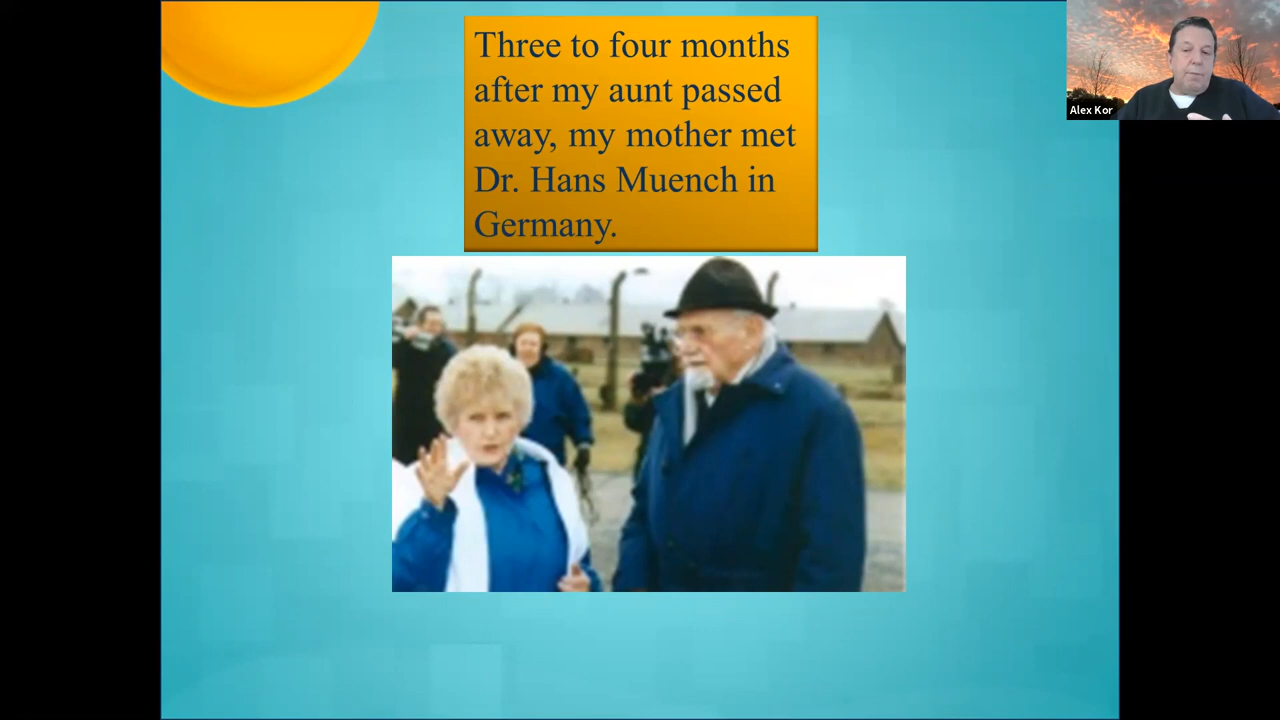 Three to four months
after my aunt passed
away, my mother met
Dr. Hans Muench in
Germany.
Alex Kor